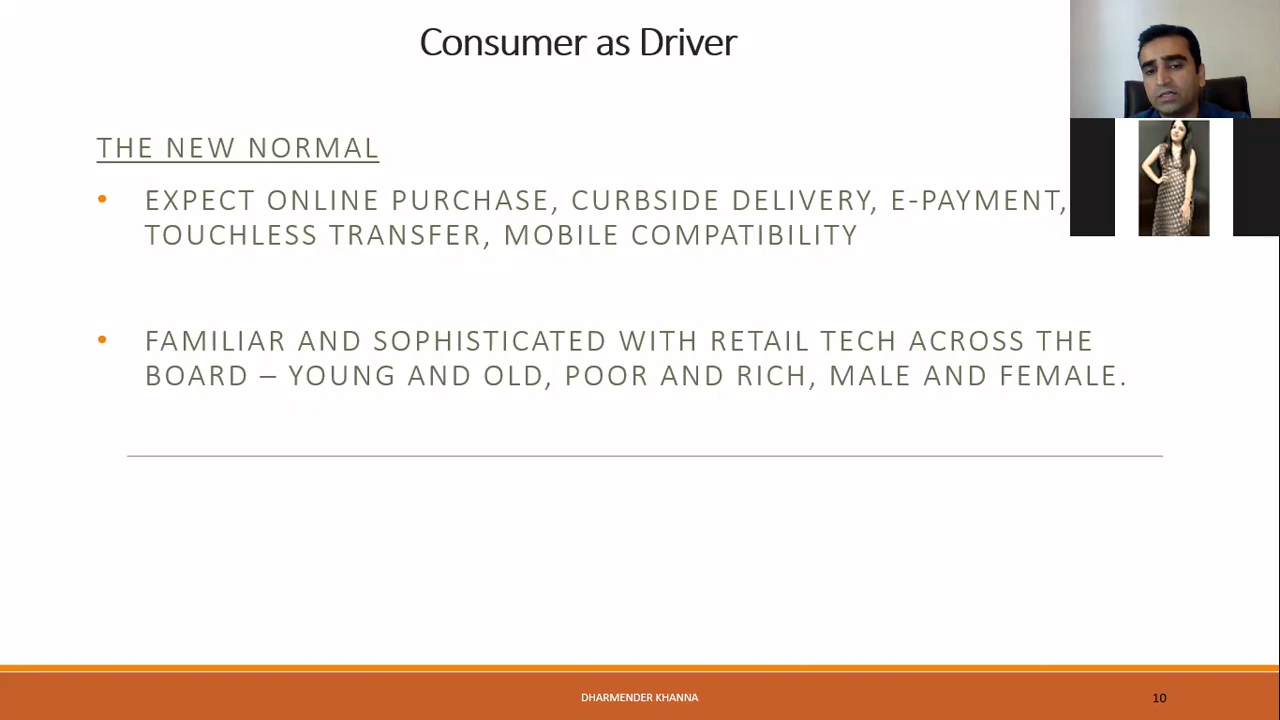 Consumer as Driver
THE NEW NORMAL
• EXPECT ONLINE PURCHASE, CURBSIDE DELIVERY, E-PAYMENT,
TOUCHLESS TRANSFER, MOBILE COMPATIBILITY
• FAMILIAR AND SOPHISTICATED WITH RETAIL TECH ACROSS THE
BOARD – YOUNG AND OLD, POOR AND RICH, MALE AND FEMALE.
DHARMENDER KHANNA
10